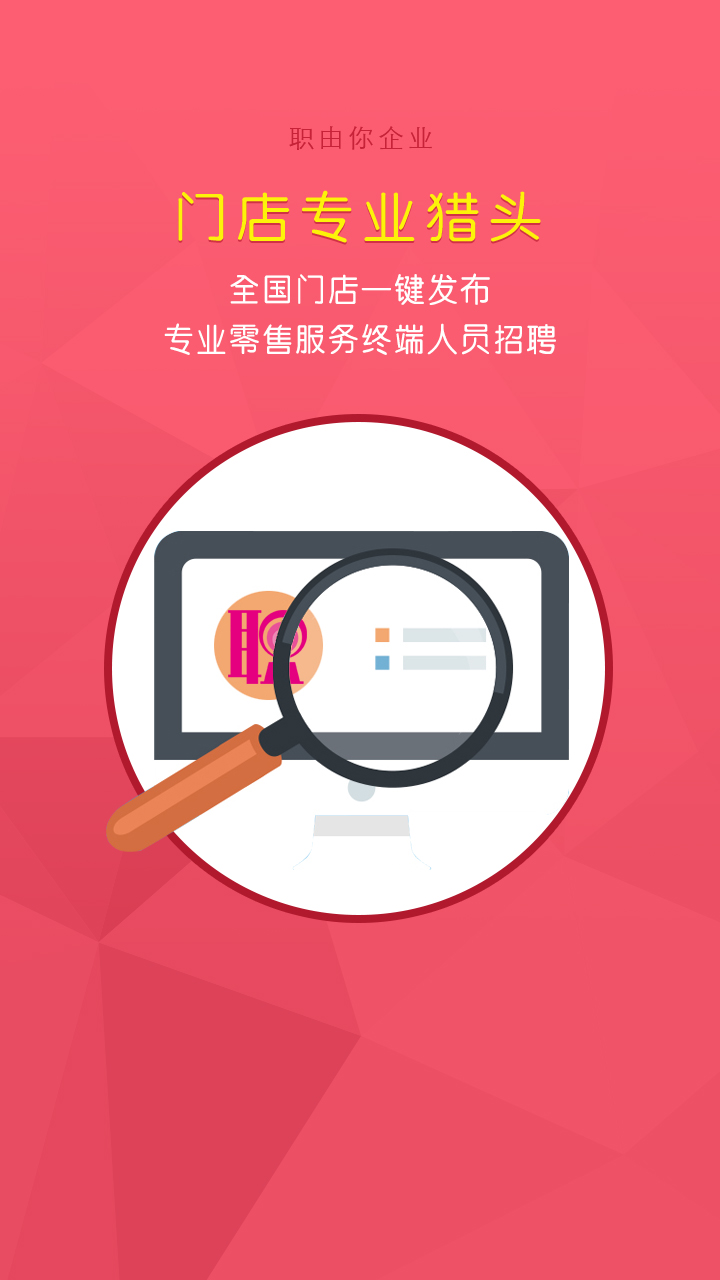 职由你企业
门店专业猎头
全国门店一键发布
专业零售服务终端人员招聘